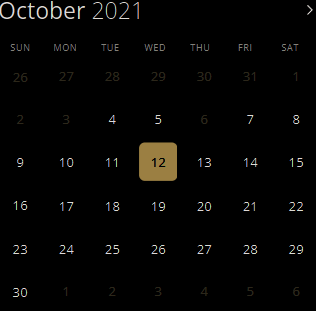 October 2021
SUN MON TUE WED THU FRI SAT
26 27 28 29 30 31 1
2 3 4 5 6 7 8
9 10 11 12 13 14 15
16 17 18 19 20 21 22
23 24 25 26 27 28 29
30 1 2 3 4 5 6